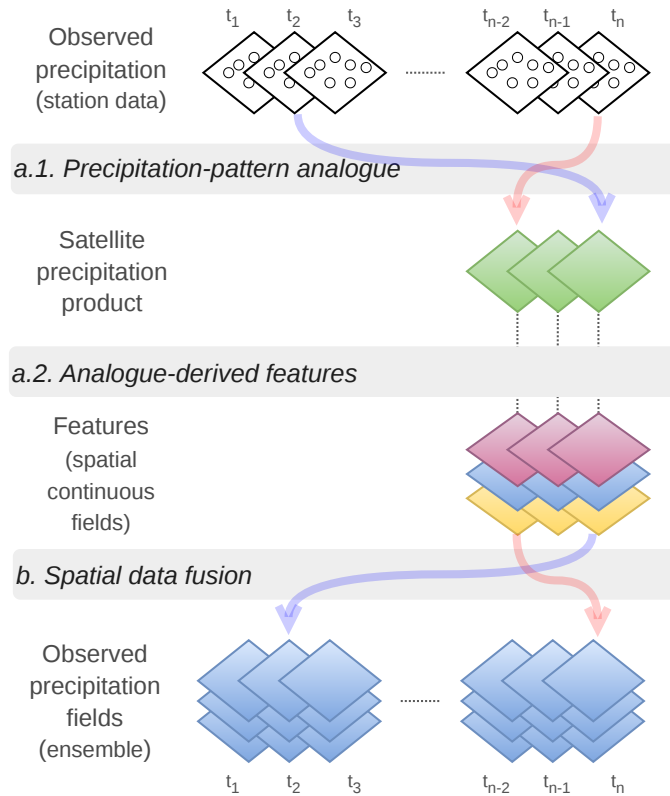 t1 t2 t3 tn-2 tn-1 tn
Observed
precipitation
(station data)
a.1. Precipitation-pattern analogue
Satellite
precipitation
product
a.2. Analogue-derived features
Features
(spatial
continuous
fields)
b. Spatial data fusion
Observed
precipitation
fields
(ensemble)
t1 t2 t3 tn-2 tn-1 tn